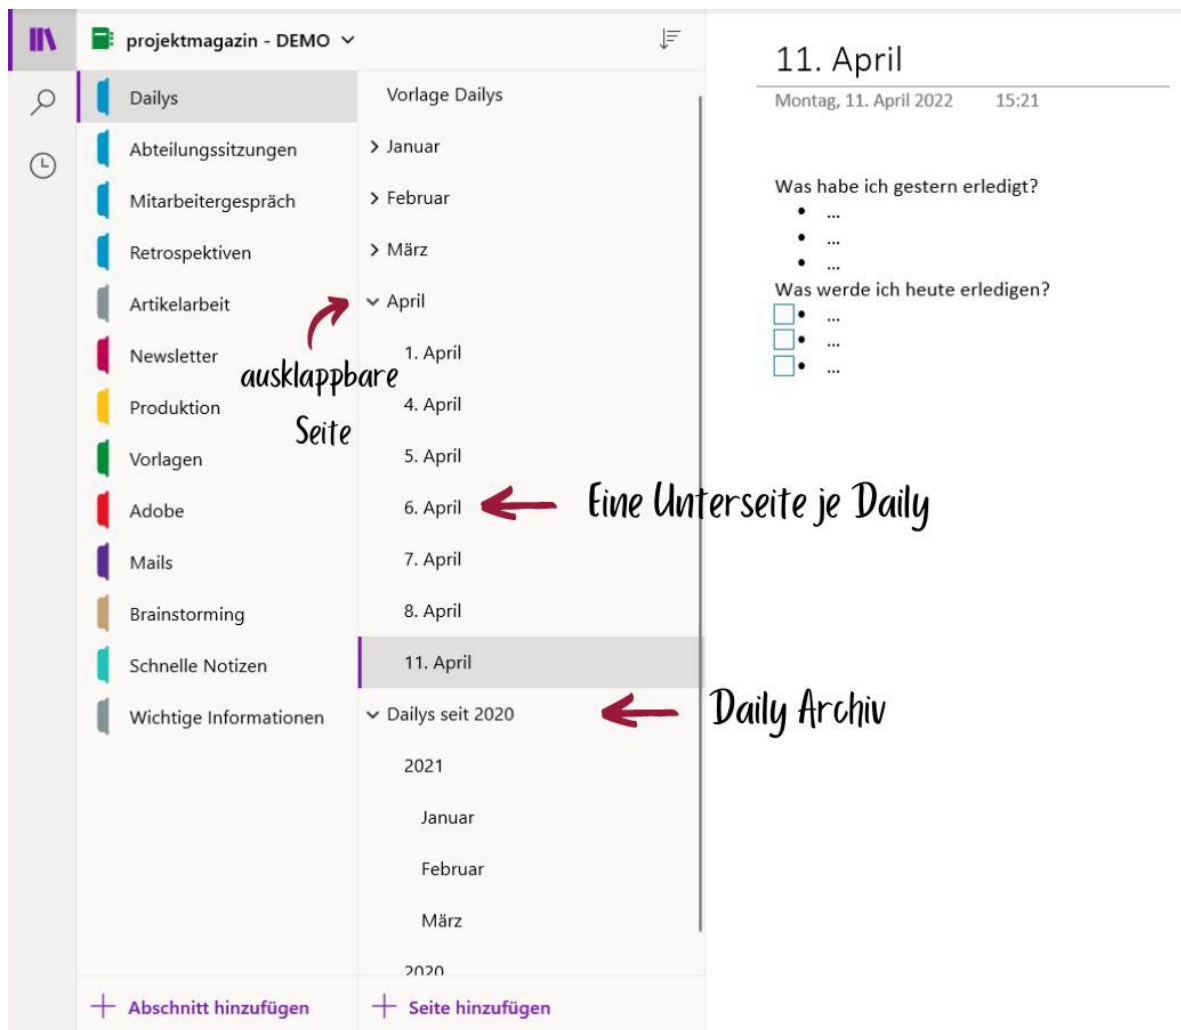 projektmagazin - DEMO
Dailys
Abteilungssitzungen
Mitarbeitergespräch
Retrospektiven
Artikelarbeit
Newsletter
Produktion
Vorlagen
Adobe
Mails
Brainstorming
Schnelle Notizen
Wichtige Informationen
Abschnitt hinzufügen
Vorlage Dailys
Januar
Februar
März
April
ausklappbare
Seite
1. April
4. April
5. April
6. April
Eine Unterseite je Daily
7. April
8. April
11. April
Dailys seit 2020
Daily Archiv
2021
Januar
Februar
März
2020
Seite hinzufügen
11. April
Montag, 11. April 2022 15:21
Was habe ich gestern erledigt?
• ...
• ...
• ...
Was werde ich heute erledigen?
• ...
• ...
• ...